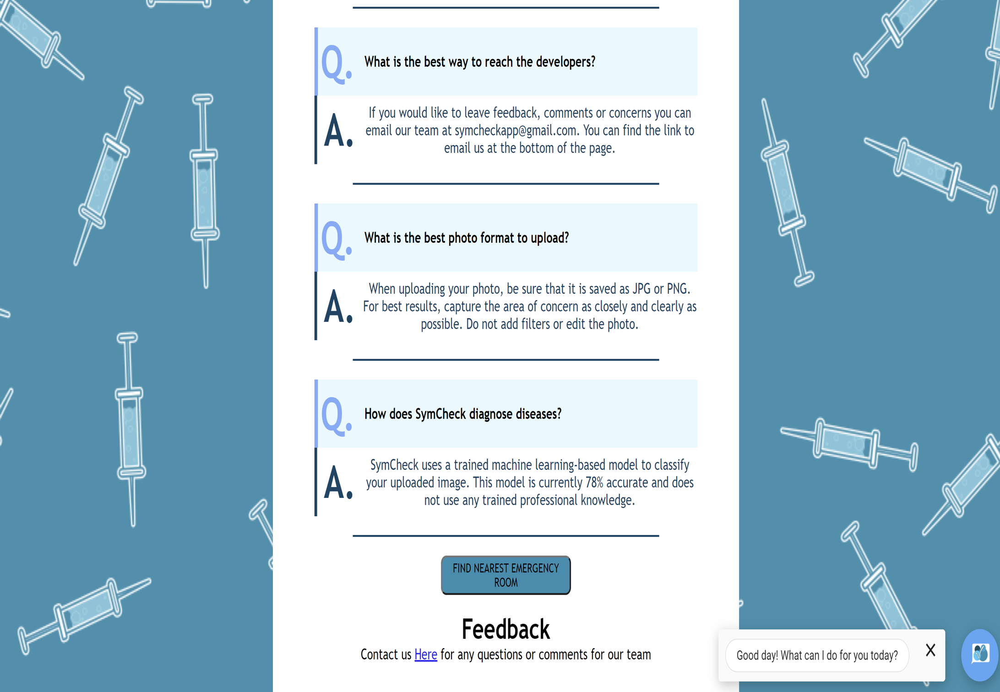 Q.
What is the best way to reach the developers?
A.
If you would like to leave feedback, comments or concerns you can
email our team at symcheckapp@gmail.com. You can find the link to
email us at the bottom of the page.
Q.
What is the best photo format to upload?
A.
When uploading your photo, be sure that it is saved as JPG or PNG.
For best results, capture the area of concern as closely and clearly as
possible. Do not add filters or edit the photo.
Q.
How does SymCheck diagnose diseases?
A.
SymCheck uses a trained machine learning-based model to classify
your uploaded image. This model is currently 78% accurate and does
not use any trained professional knowledge.
FIND NEAREST EMERGENCY
ROOM
Feedback
Contact us Here for any questions or comments for our team
Good day! What can I do for you today?
X